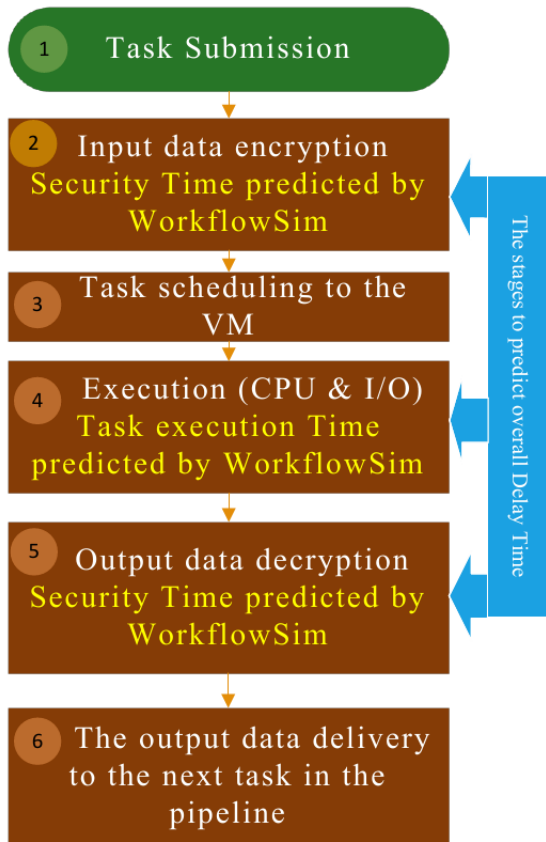 1
Task Submission
2
Input data encryption
Security Time predicted by
WorkflowSim
3
Task scheduling to the
VM
4
Execution (CPU & I/O)
Task execution Time
predicted by WorkflowSim
5
Output data decryption
Security Time predicted by
WorkflowSim
6
The output data delivery
to the next task in the
pipeline
The stages to predict overall Delay Time